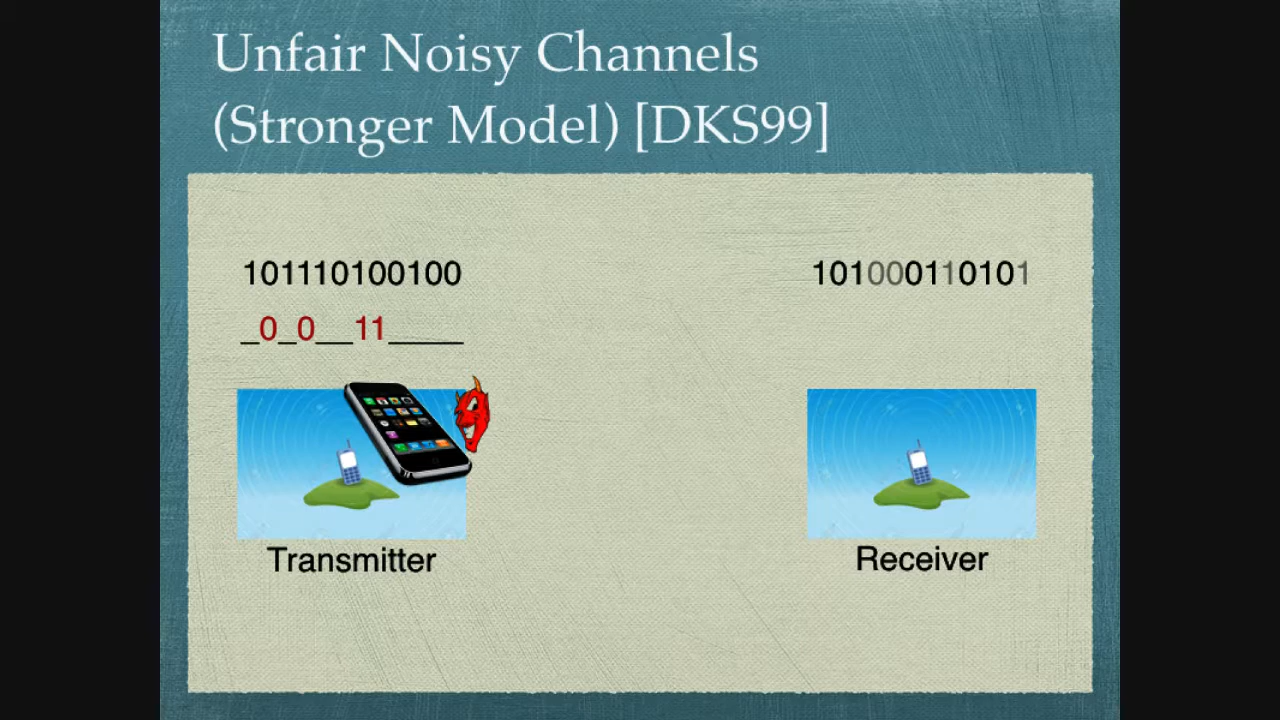 Unfair Noisy Channels
(Stronger Model) [DKS99]
101110100100
101000110101
_0_0__11____
Transmitter
Receiver